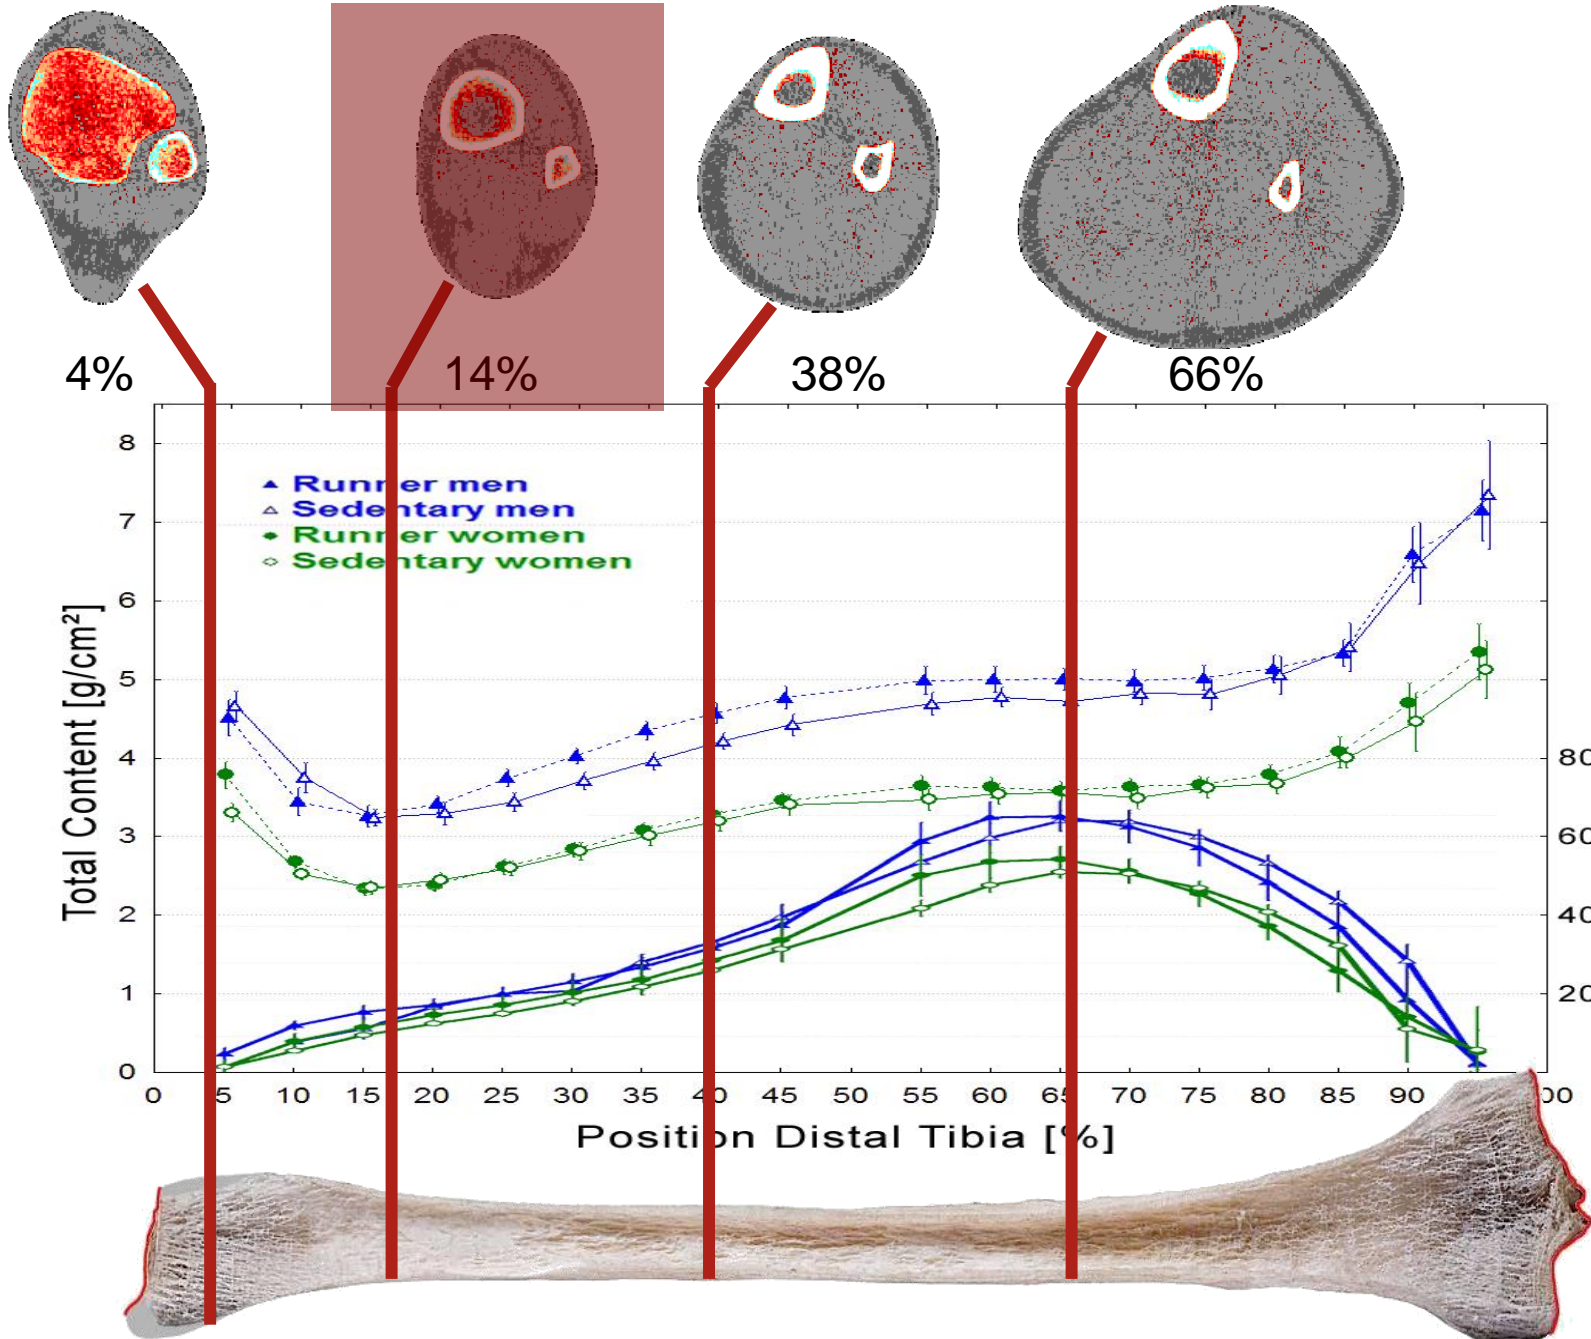 4%
14%
38%
66%
8
7
6
5
4
3
2
1
0
Total Content [g/cm²]
Runner men
Sedentary men
Runner women
Sedentary women
80
60
40
20
0 5 10 15 20 25 30 35 40 45 50 55 60 65 70 75 80 85 90 00
Position Distal Tibia [%]